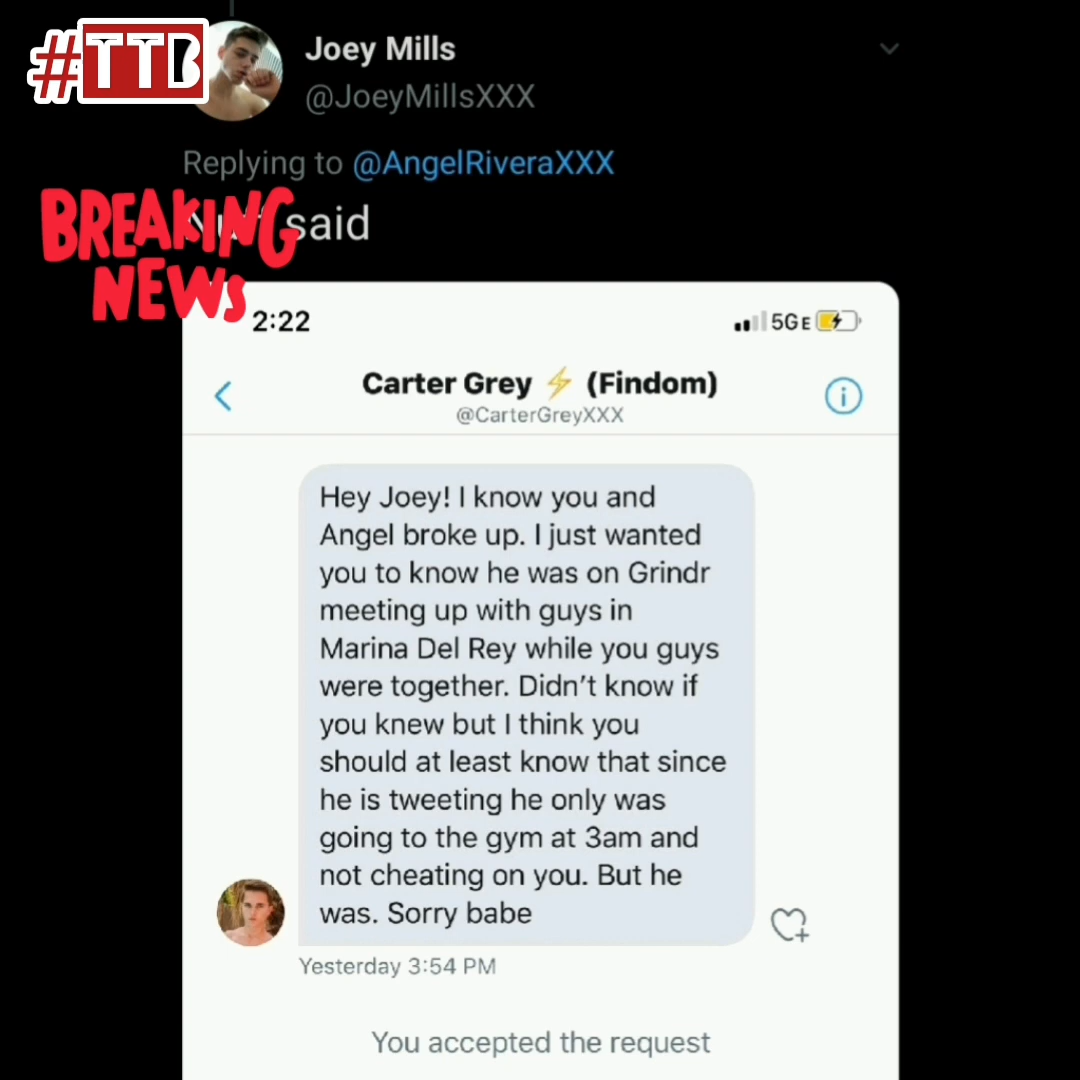 #TTB
Joey Mills
@JoeyMillsXXX
Replying to @AngelRiveraXXX
BREAKING
said
NEWS
2:22
5GE
Carter Grey ⚡ (Findom)
@CarterGreyXXX
Hey Joey! I know you and
Angel broke up. I just wanted
you to know he was on Grindr
meeting up with guys in
Marina Del Rey while you guys
were together. Didn't know if
you knew but I think you
should at least know that since
he is tweeting he only was
going to the gym at 3am and
not cheating on you. But he
was. Sorry babe
Yesterday 3:54 PM
You accepted the request